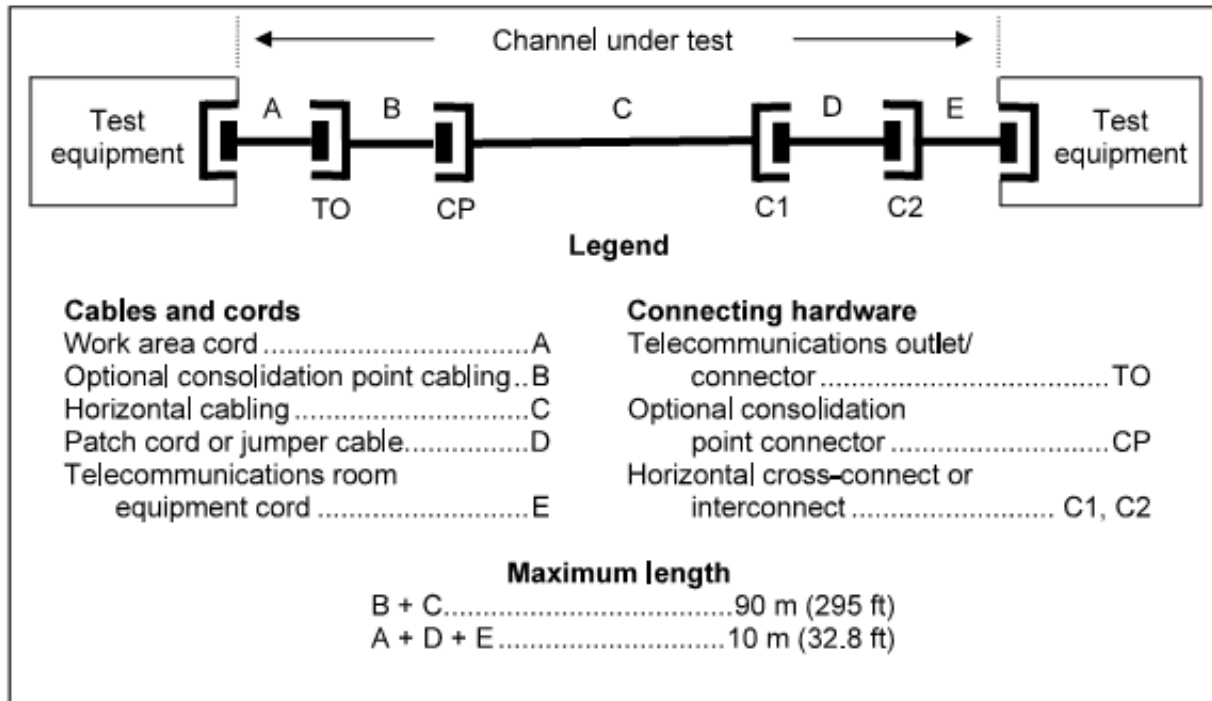 Channel under test
A B C D E
Test equipment
Test equipment
TO CP C1 C2
Legend
Cables and cords
Work area cord ..................................A
Optional consolidation point cabling..B
Horizontal cabling..............................C
Patch cord or jumper cable................D
Telecommunications room
equipment cord ...........................E
Connecting hardware
Telecommunications outlet/
connector.....................................TO
Optional consolidation
point connector ............................CP
Horizontal cross-connect or
interconnect .......................... C1, C2
Maximum length
B + C..................................90 m (295 ft)
A + D + E.............................10 m (32.8 ft)